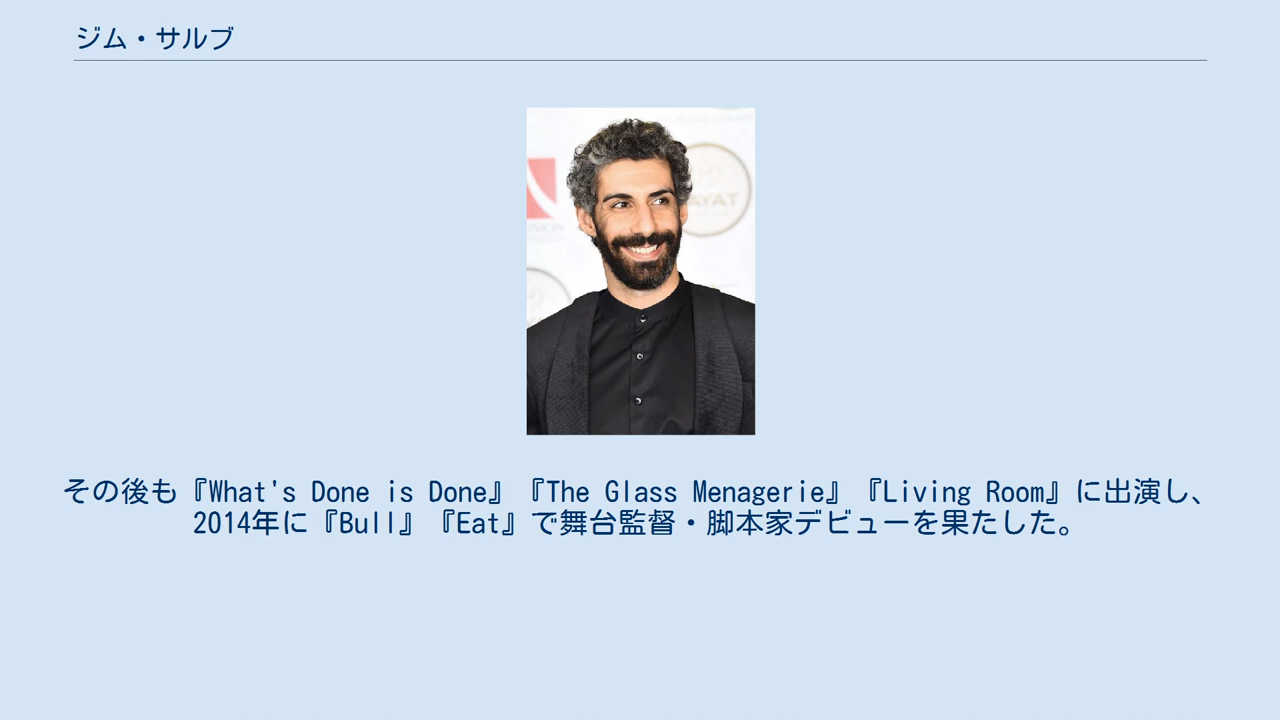 ジム・サルブ
AYAT
その後も『What's Done is Done』『The Glass Menagerie』『Living Room』に出演し、
2014年に『Bull』『Eat』で舞台監督・脚本家デビューを果たした。